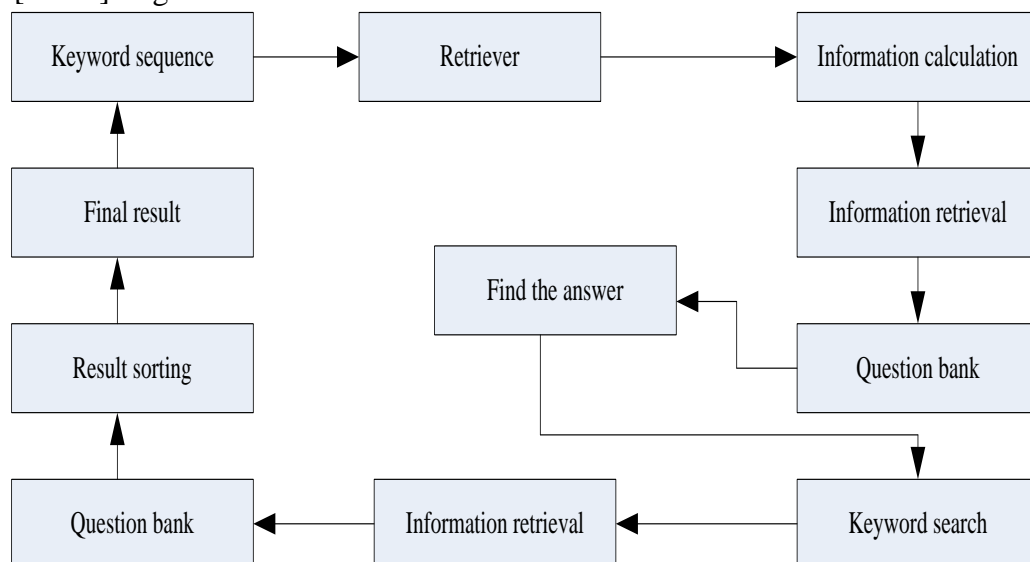 Keyword sequence
Retriever
Information calculation
Final result
Information retrieval
Find the answer
Result sorting
Question bank
Question bank
Information retrieval
Keyword search